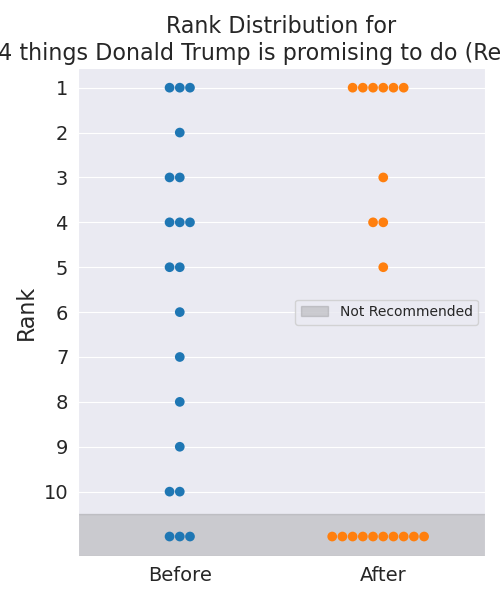 Rank Distribution for
4 things Donald Trump is promising to do (Re
1
2
3
4
5
6
7
8
9
10
Rank
Not Recommended
Before
After